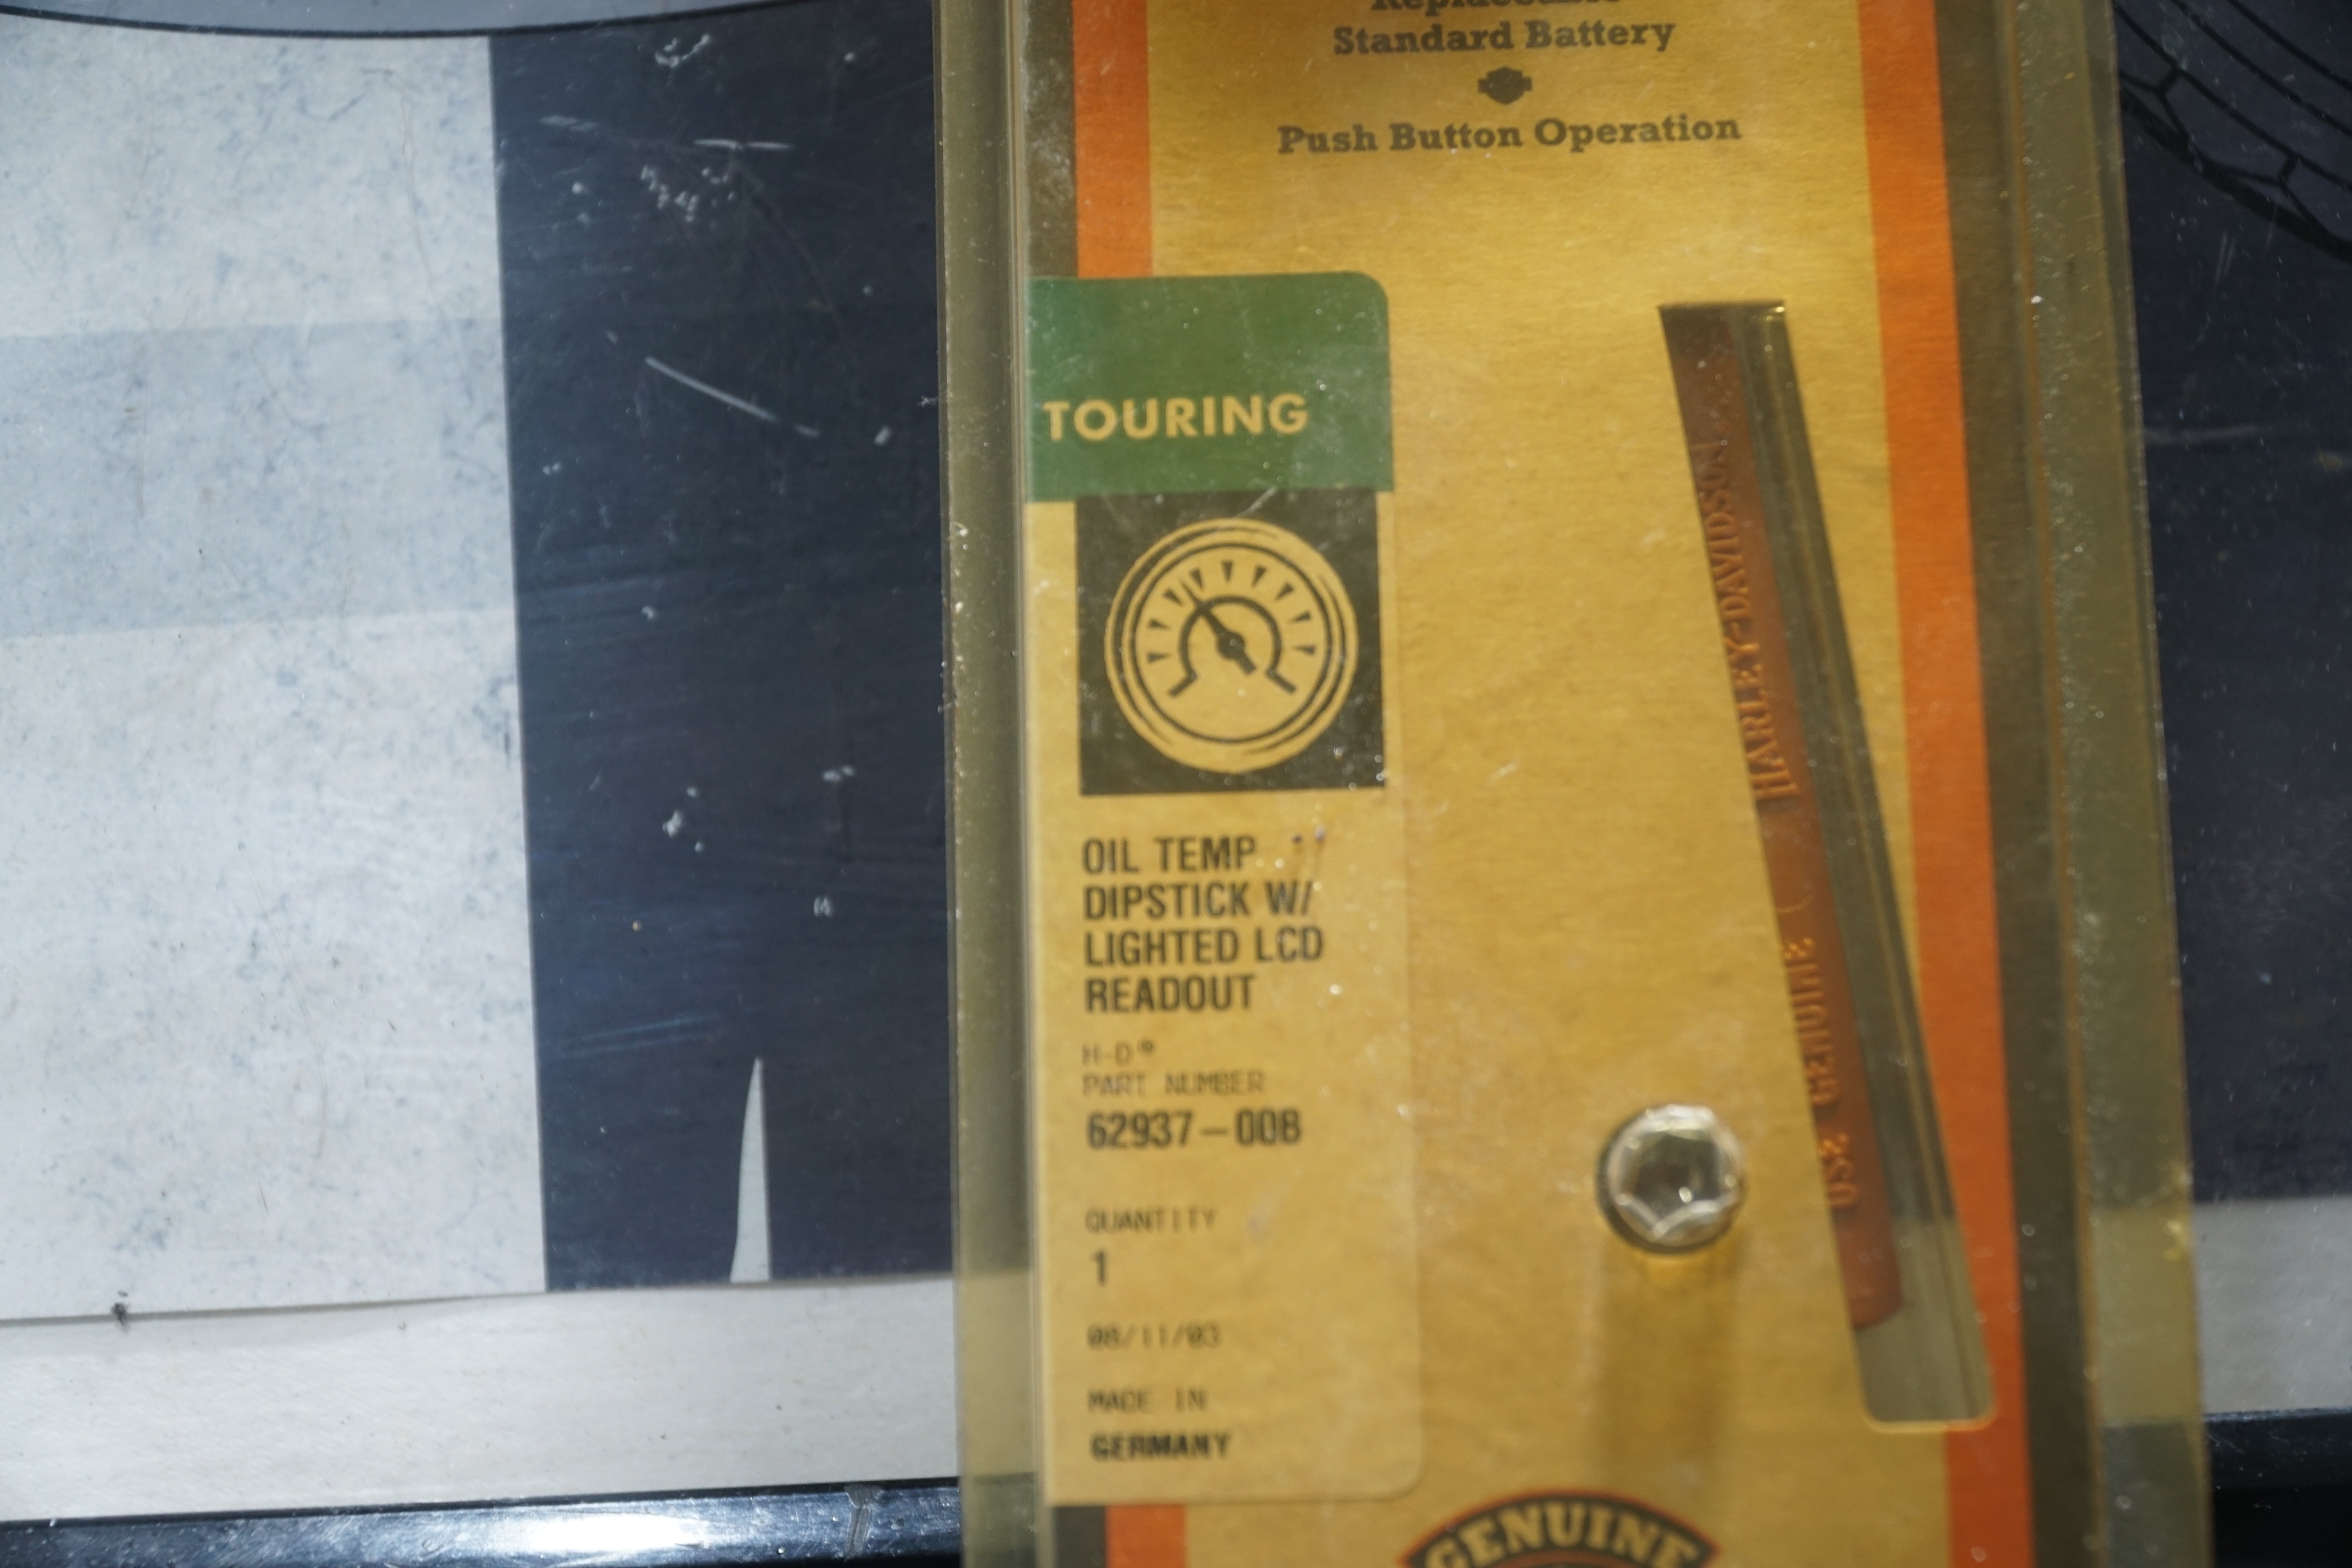 Replaceable
Standard Battery
Push Button Operation
TOURING
OIL TEMP
DIPSTICK W/
LIGHTED LCD
READOUT
H-D®
PART NUMBER
62937-00B
QUANTITY
1
08/11/03
MADE IN
GERMANY
HARLEY-DAVIDSON
USE GENUINE
GENUINE